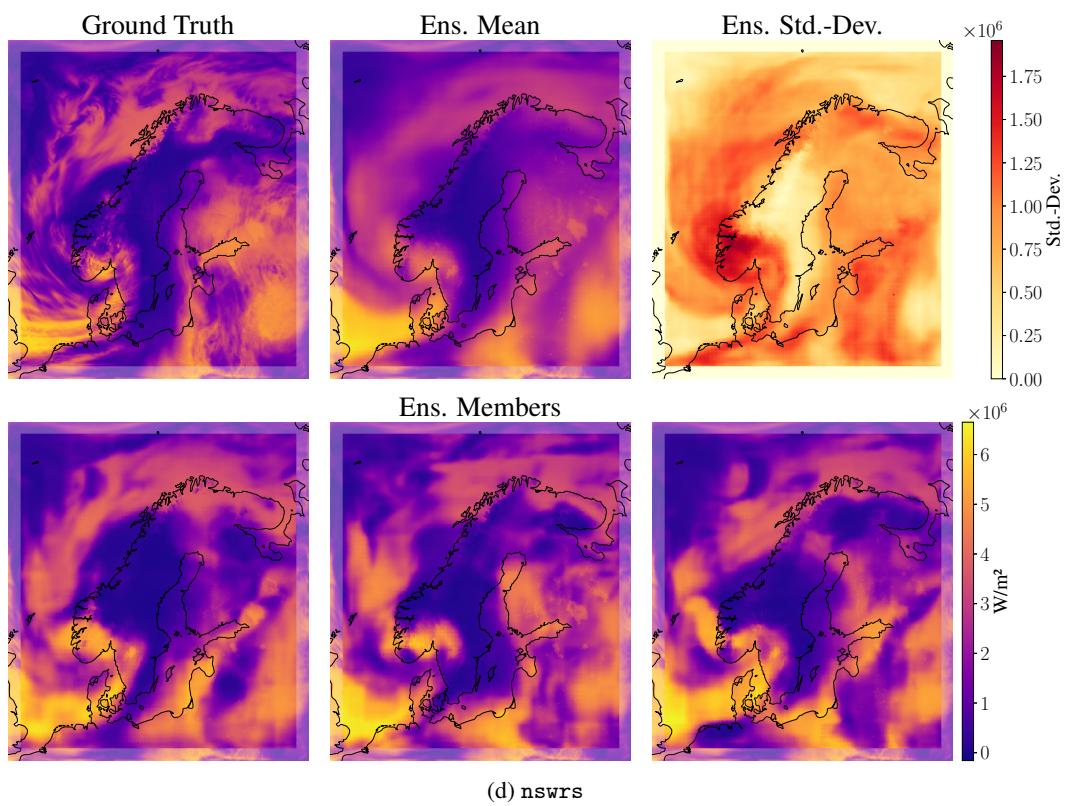 Ground Truth
Ens. Mean
Ens. Std.-Dev.
×10⁶
1.75
1.50
1.25
1.00
0.75
0.50
0.25
0.00
Std.-Dev.
Ens. Members
×10⁶
6
5
4
3
2
1
0
W/m²
(d) nswrs